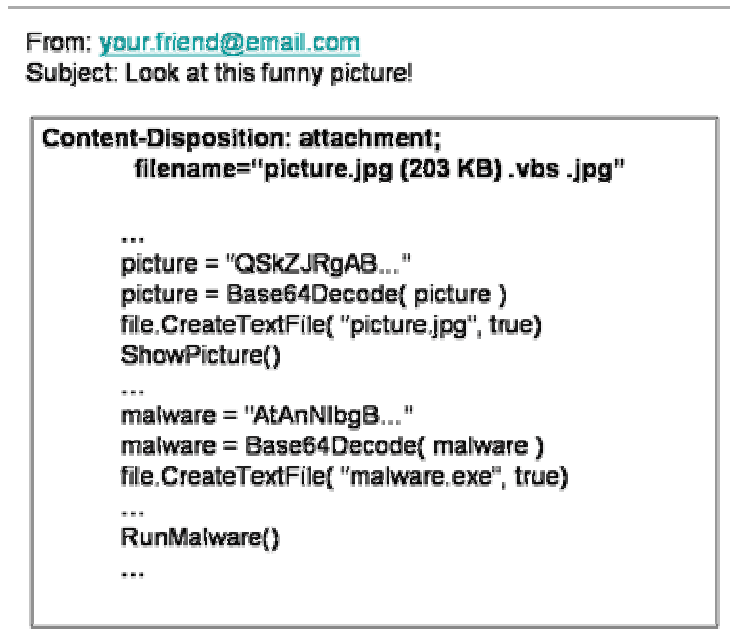 From: your.friend@email.com
Subject: Look at this funny picture!
Content-Disposition: attachment;
filename="picture.jpg (203 KB) .vbs .jpg"
...
picture = "QSkZJRgAB..."
picture = Base64Decode( picture )
file.CreateTextFile( "picture.jpg", true)
ShowPicture()
...
malware = "AtAnNIbgB..."
malware = Base64Decode( malware )
file.CreateTextFile( "malware.exe", true)
...
RunMalware()
...